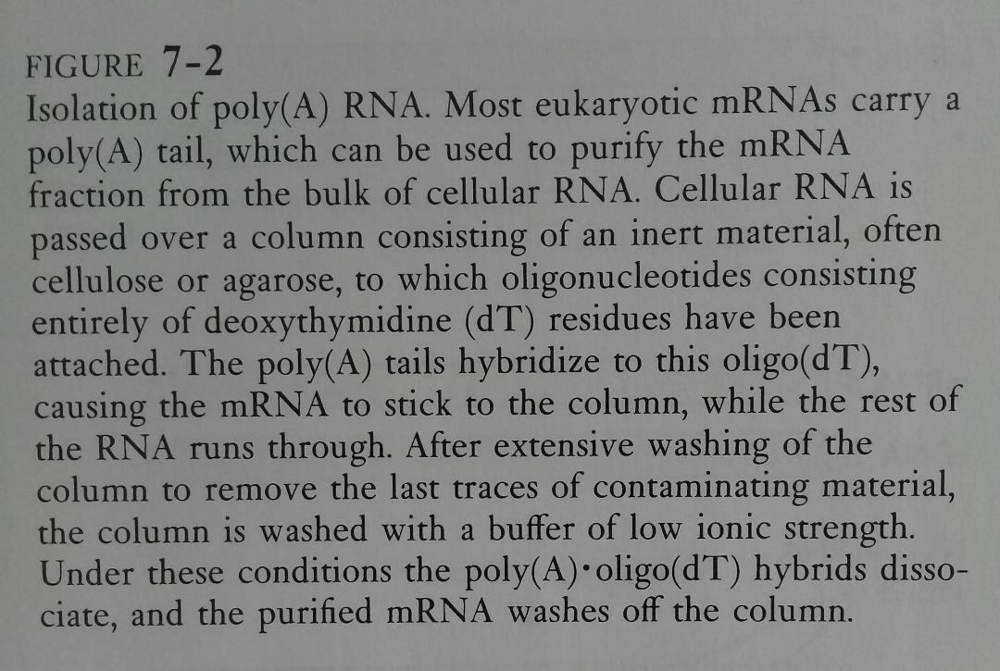 FIGURE 7-2
Isolation of poly(A) RNA. Most eukaryotic mRNAs carry a
poly(A) tail, which can be used to purify the mRNA
fraction from the bulk of cellular RNA. Cellular RNA is
passed over a column consisting of an inert material, often
cellulose or agarose, to which oligonucleotides consisting
entirely of deoxythymidine (dT) residues have been
attached. The poly(A) tails hybridize to this oligo(dT),
causing the mRNA to stick to the column, while the rest of
the RNA runs through. After extensive washing of the
column to remove the last traces of contaminating material,
the column is washed with a buffer of low ionic strength.
Under these conditions the poly(A)·oligo(dT) hybrids disso-
ciate, and the purified mRNA washes off the column.